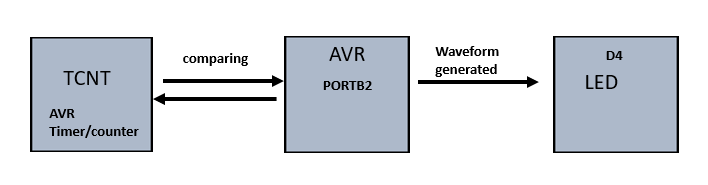 TCNT
AVR
Timer/counter
comparing
AVR
PORTB2
Waveform
generated
D4
LED